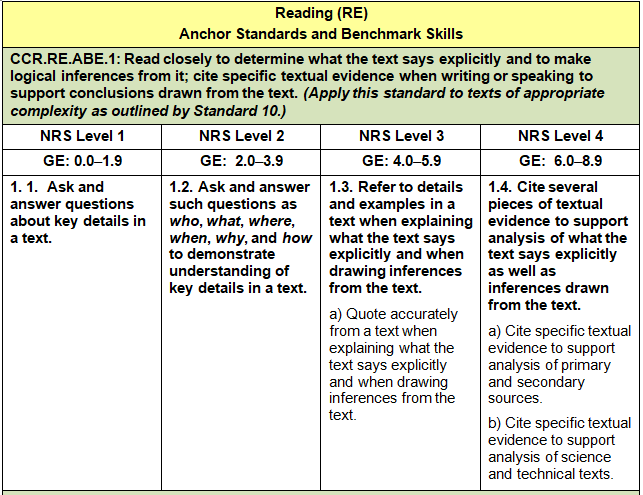 Reading (RE)
Anchor Standards and Benchmark Skills
CCR.RE.ABE.1: Read closely to determine what the text says explicitly and to make
logical inferences from it; cite specific textual evidence when writing or speaking to
support conclusions drawn from the text. (Apply this standard to texts of appropriate
complexity as outlined by Standard 10.)
NRS Level 1
NRS Level 2
NRS Level 3
NRS Level 4
GE: 0.0–1.9
GE: 2.0–3.9
GE: 4.0–5.9
GE: 6.0–8.9
1. 1. Ask and
answer questions
about key details in
a text.
1.2. Ask and answer
such questions as
who, what, where,
when, why, and how
to demonstrate
understanding of
key details in a text.
1.3. Refer to details
and examples in a
text when explaining
what the text says
explicitly and when
drawing inferences
from the text.
a) Quote accurately
from a text when
explaining what the
text says explicitly
and when drawing
inferences from the
text.
1.4. Cite several
pieces of textual
evidence to support
analysis of what the
text says explicitly
as well as
inferences drawn
from the text.
a) Cite specific textual
evidence to support
analysis of primary
and secondary
sources.
b) Cite specific textual
evidence to support
analysis of science
and technical texts.